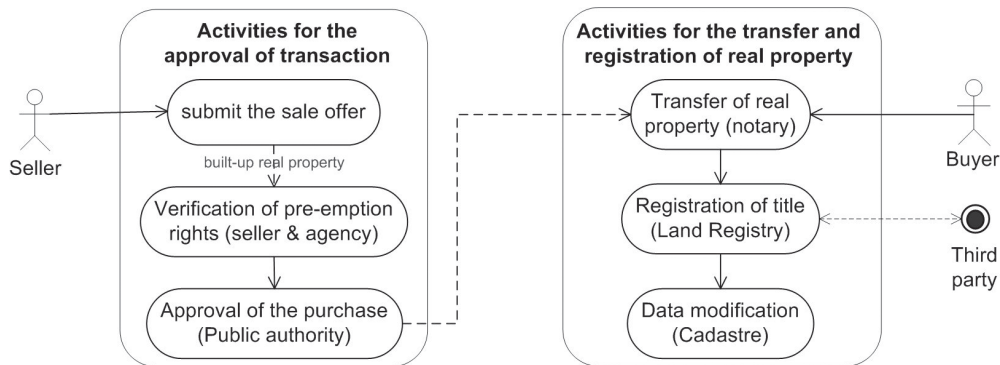 Activities for the
approval of transaction
submit the sale offer
built-up real property
Verification of pre-emption
rights (seller & agency)
Approval of the purchase
(Public authority)
Seller
Activities for the transfer and
registration of real property
Transfer of real
property (notary)
Registration of title
(Land Registry)
Data modification
(Cadastre)
Buyer
Third
party